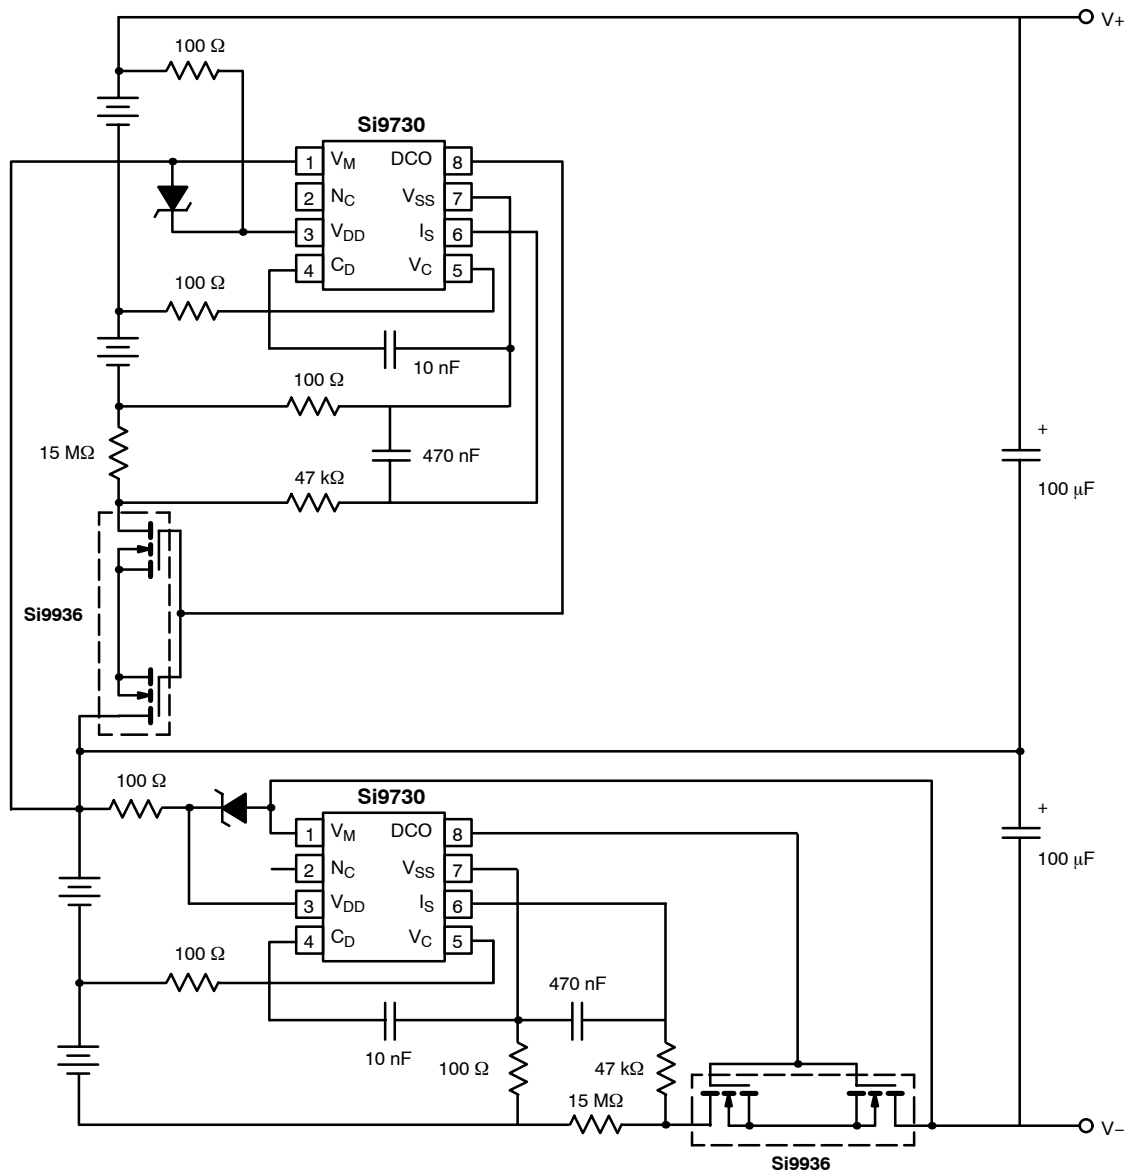 V+
100 Ω
Si9730
1 VM DCO 8
2 NC VSS 7
3 VDD IS 6
4 CD VC 5
100 Ω
10 nF
100 Ω
15 MΩ
470 nF
47 kΩ
+
100 μF
Si9936
100 Ω
Si9730
1 VM DCO 8
2 NC VSS 7
3 VDD IS 6
4 CD VC 5
+
100 μF
100 Ω
470 nF
10 nF
100 Ω
47 kΩ
15 MΩ
V−
Si9936